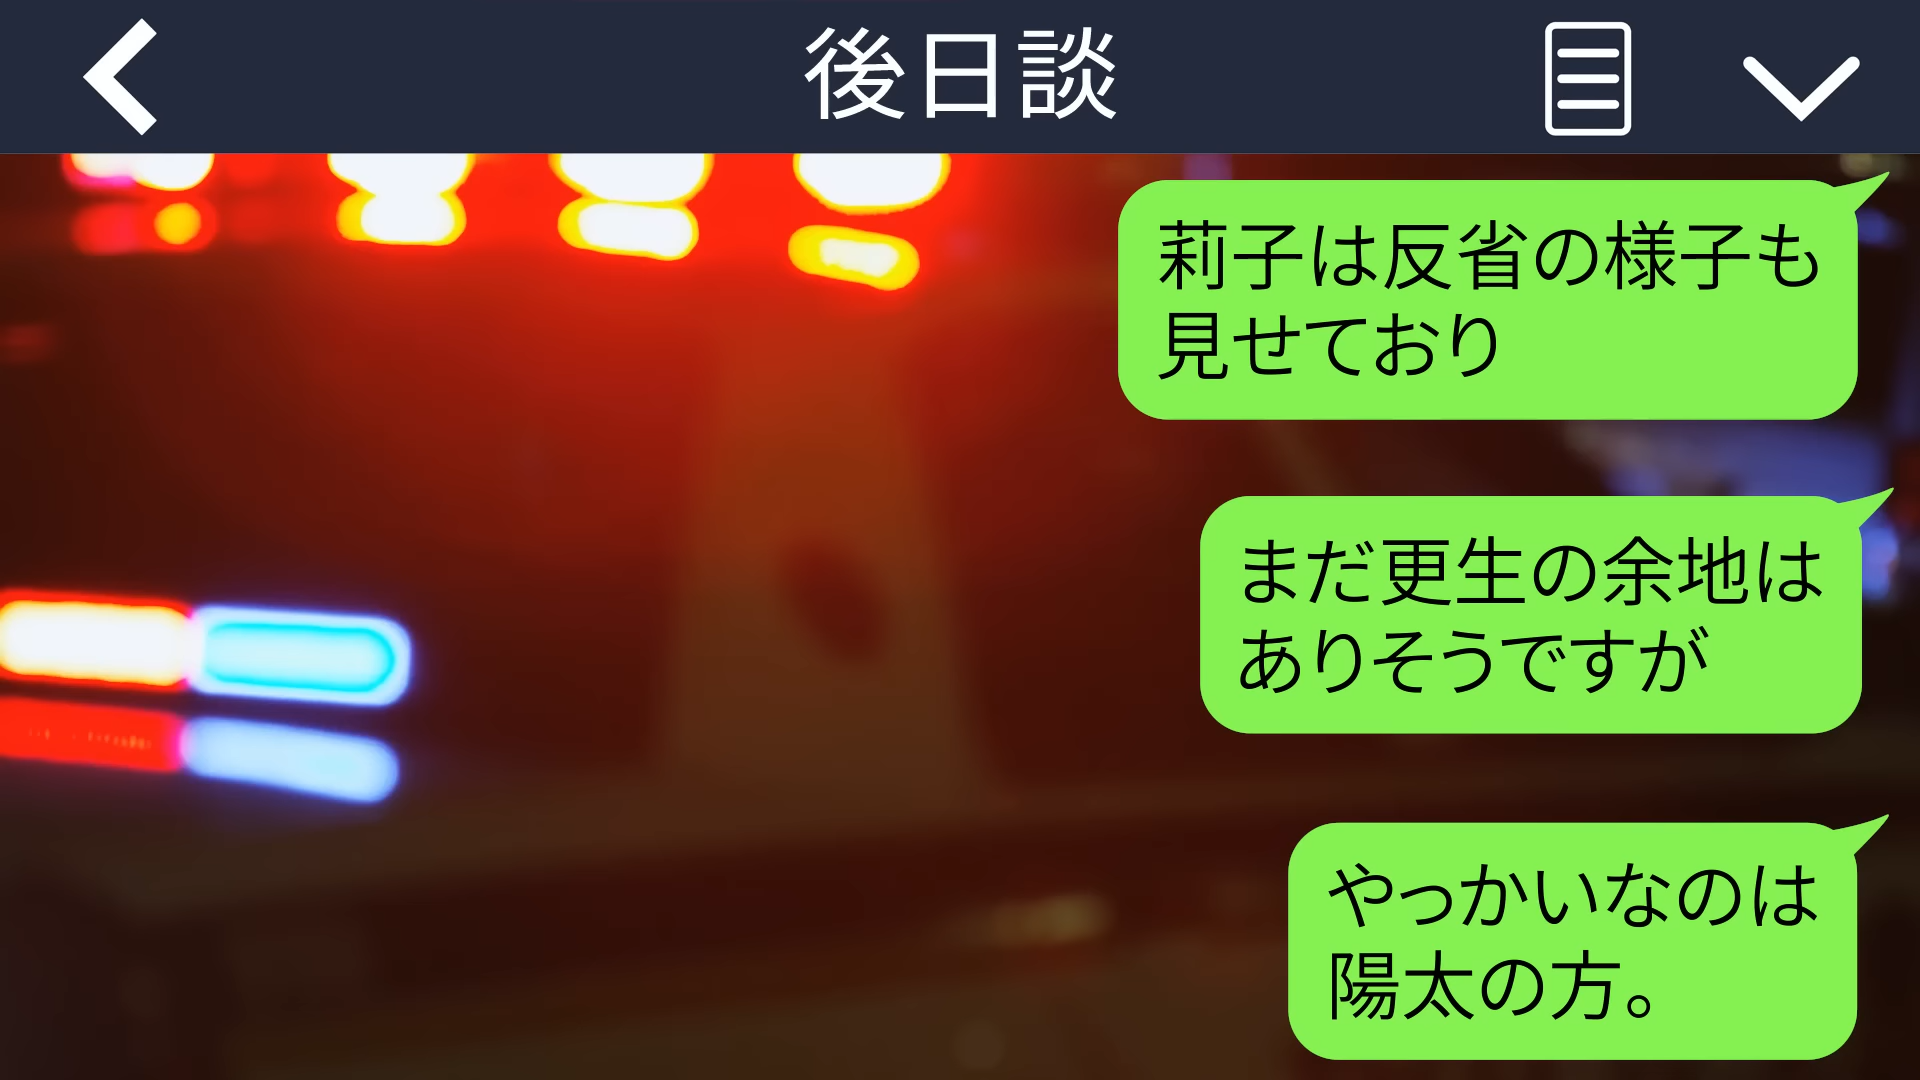 後日談
莉子は反省の様子も
見せており
まだ更生の余地は
ありそうですが
やっかいなのは
陽太の方。